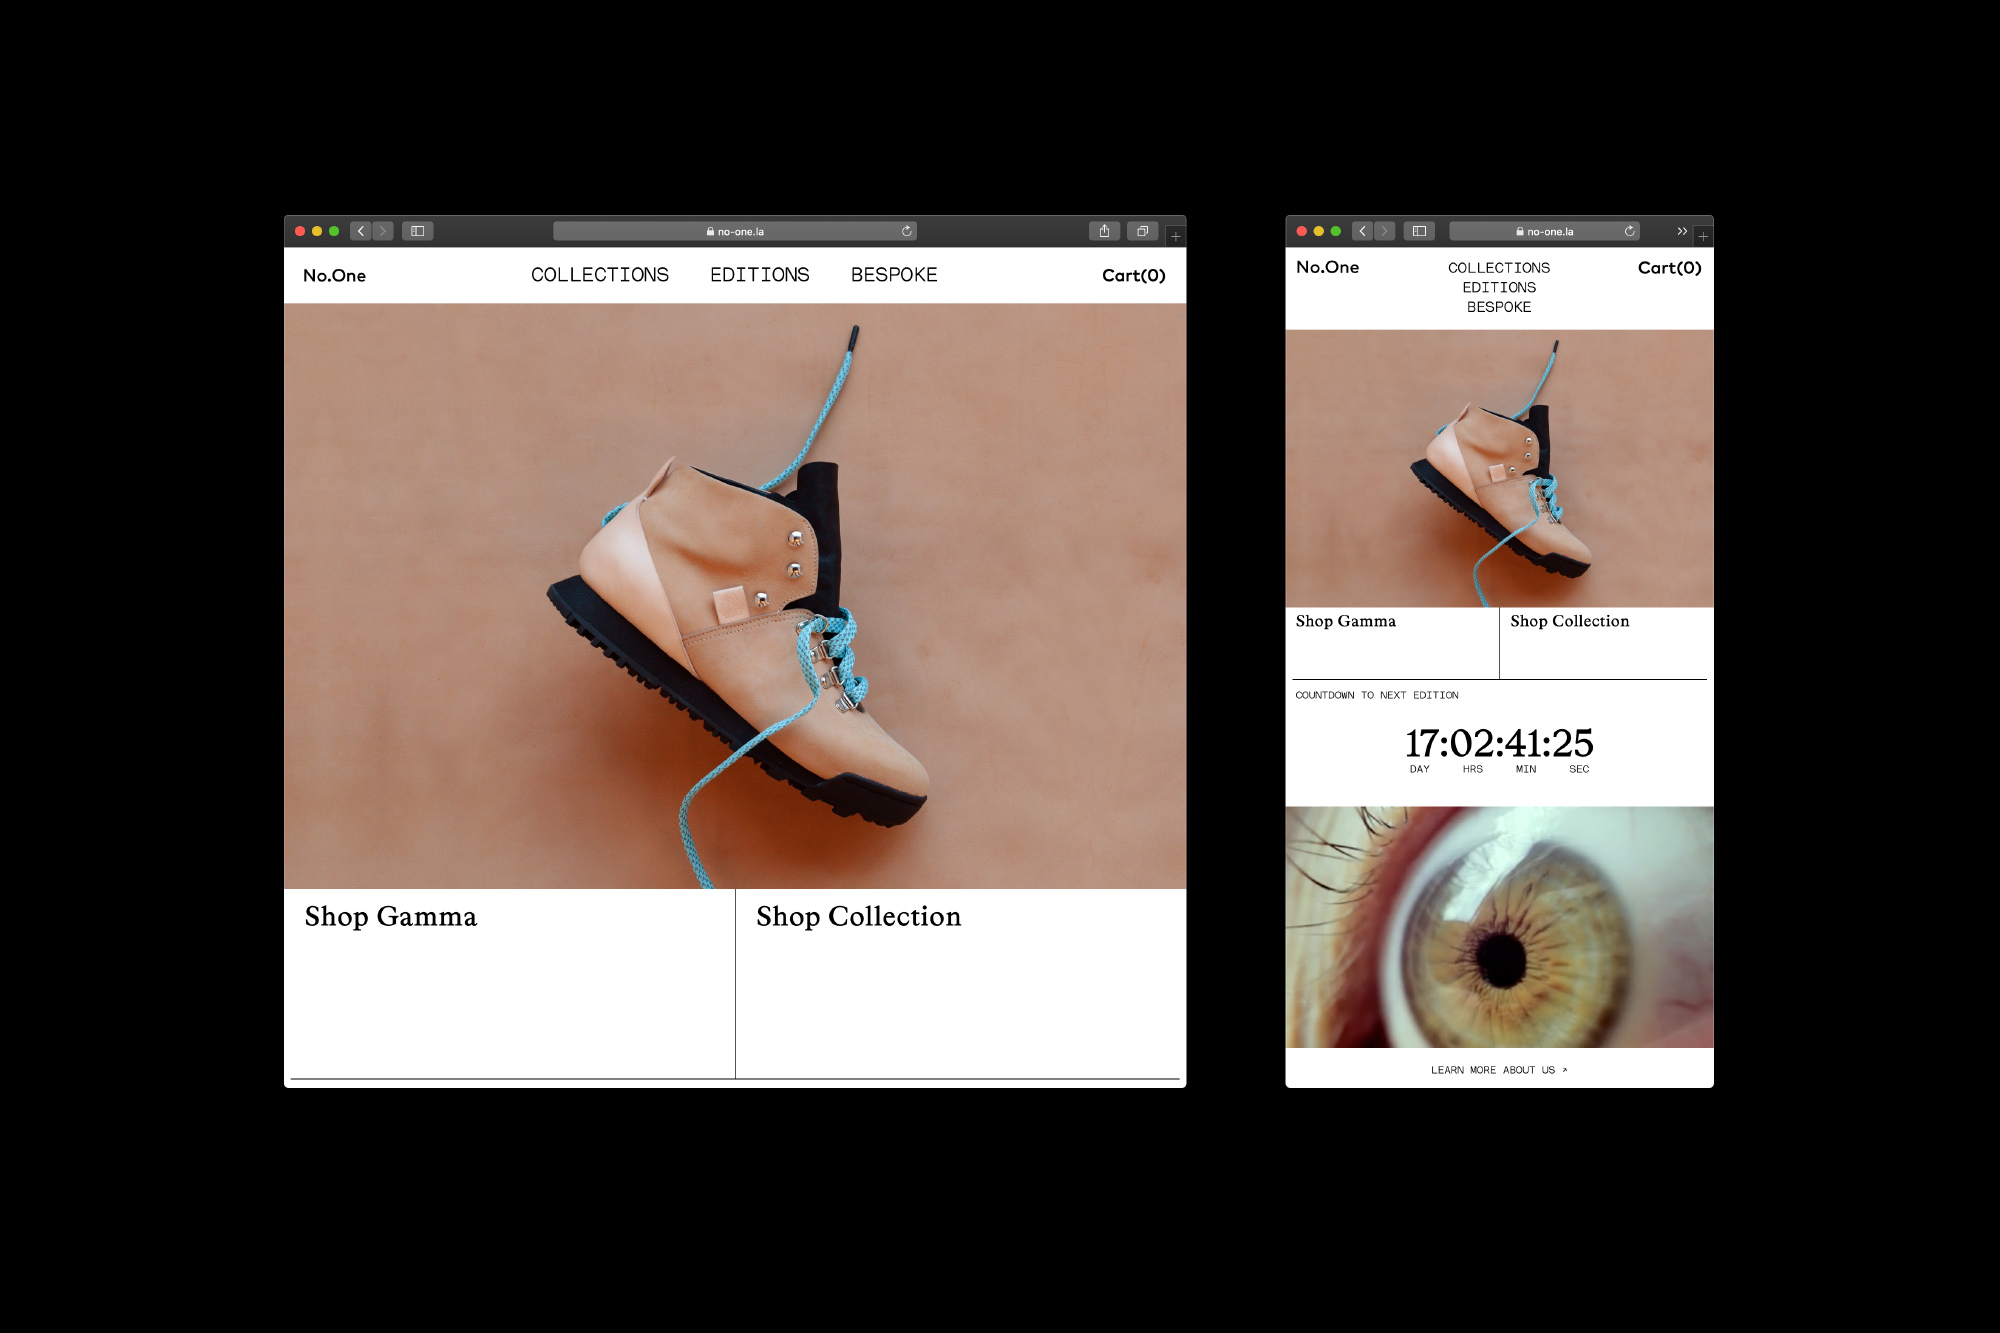 no-one.la
No.One COLLECTIONS EDITIONS BESPOKE Cart(0)
Shop Gamma Shop Collection
no-one.la
No.One COLLECTIONS Cart(0)
EDITIONS
BESPOKE
Shop Gamma Shop Collection
COUNTDOWN TO NEXT EDITION
17:02:41:25
DAY HRS MIN SEC
LEARN MORE ABOUT US ↗